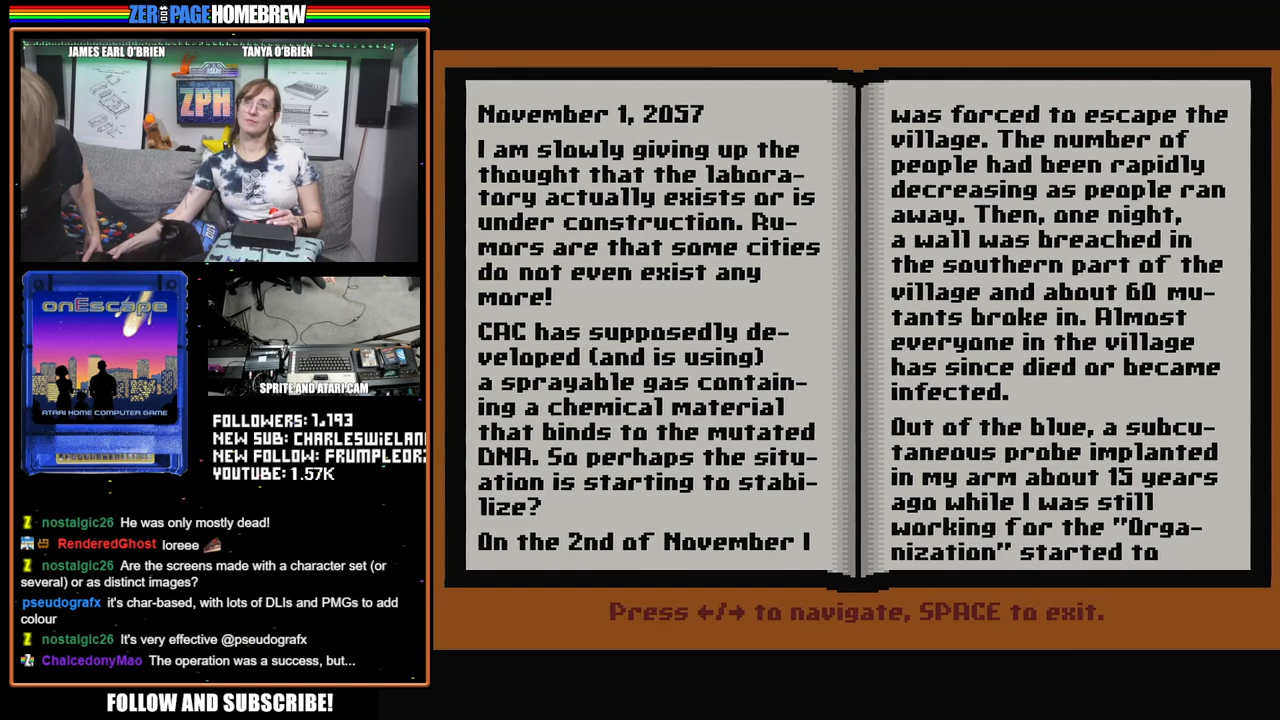 ZERO PAGE HOMEBREW
JAMES EARL O'BRIEN
TANYA O'BRIEN
ATARI
ZPH
onEscape
ATARI HOME COMPUTER GAME
SPRITE AND ATARI CAM
FOLLOWERS: 1,193
NEW SUB: CHARLESWIELAN
NEW FOLLOW: FRUMPLEORZ
YOUTUBE: 1.57K
nostalgic26 He was only mostly dead!
RenderedGhost loreee
nostalgic26 Are the screens made with a character set (or
several) or as distinct images?
pseudografx it's char-based, with lots of DLIs and PMGs to add
colour
nostalgic26 It's very effective @pseudografx
ChalcedonyMao The operation was a success, but...
FOLLOW AND SUBSCRIBE!
November 1, 2057
I am slowly giving up the
thought that the labora-
tory actually exists or is
under construction. Ru-
mors are that some cities
do not even exist any
more!
CAC has supposedly de-
veloped (and is using)
a sprayable gas contain-
ing a chemical material
that binds to the mutated
DNA. So perhaps the situ-
ation is starting to stabi-
lize?
On the 2nd of November I
was forced to escape the
village. The number of
people had been rapidly
decreasing as people ran
away. Then, one night,
a wall was breached in
the southern part of the
village and about 60 mu-
tants broke in. Almost
everyone in the village
has since died or became
infected.
Out of the blue, a subcu-
taneous probe implanted
in my arm about 15 years
ago while I was still
working for the "Orga-
nization" started to
Press ←/→ to navigate, SPACE to exit.